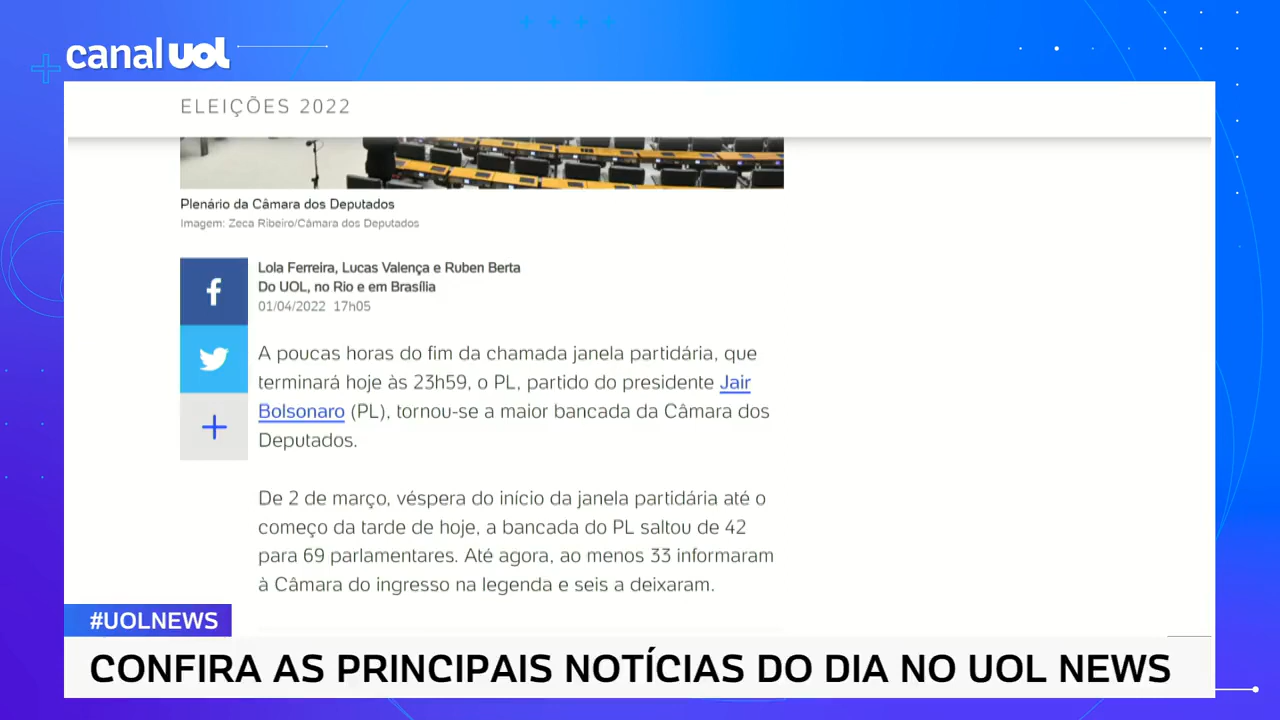 canal uol
ELEIÇÕES 2022
Plenário da Câmara dos Deputados
Imagem: Zeca Ribeiro/Câmara dos Deputados
Lola Ferreira, Lucas Valença e Ruben Berta
Do UOL, no Rio e em Brasília
01/04/2022 17h05
A poucas horas do fim da chamada janela partidária, que
terminará hoje às 23h59, o PL, partido do presidente Jair
Bolsonaro (PL), tornou-se a maior bancada da Câmara dos
Deputados.
De 2 de março, véspera do início da janela partidária até o
começo da tarde de hoje, a bancada do PL saltou de 42
para 69 parlamentares. Até agora, ao menos 33 informaram
à Câmara do ingresso na legenda e seis a deixaram.
#UOLNEWS
CONFIRA AS PRINCIPAIS NOTÍCIAS DO DIA NO UOL NEWS